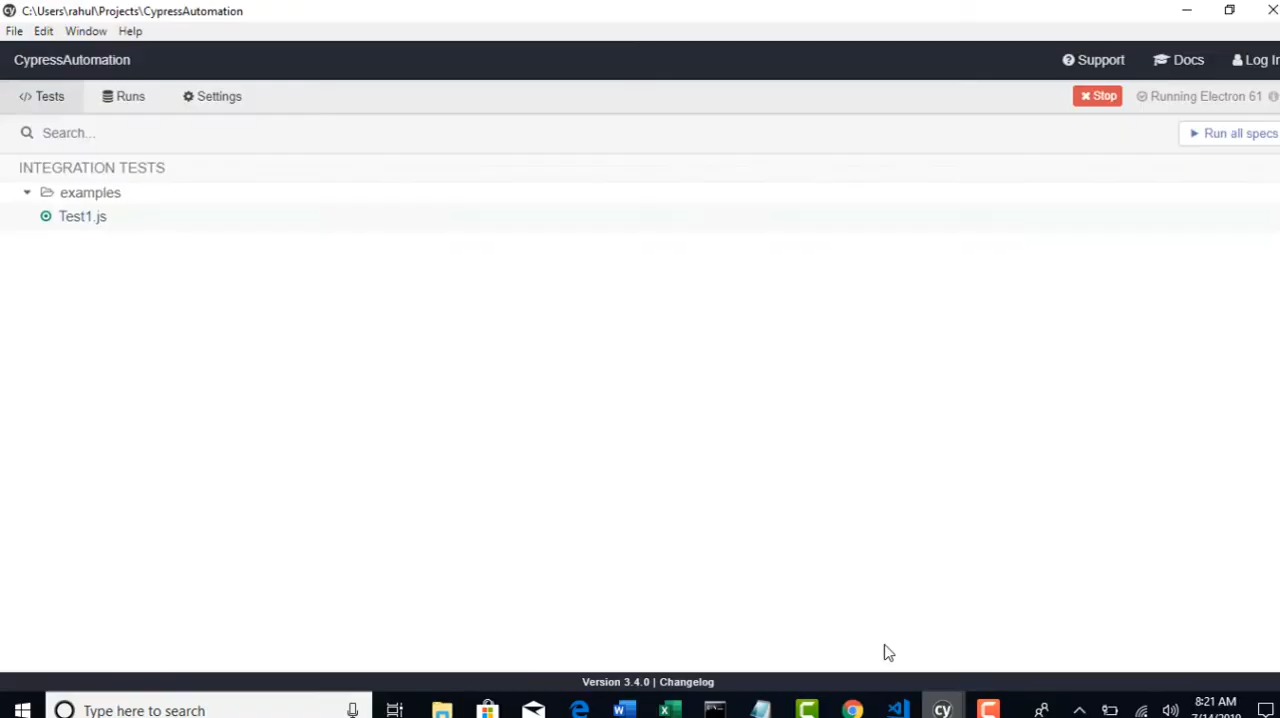 cy C:\Users\rahul\Projects\CypressAutomation
File Edit Window Help
CypressAutomation Support Docs Log In
</> Tests Runs Settings Stop Running Electron 61
Search... Run all specs
INTEGRATION TESTS
examples
Test1.js
Version 3.4.0 | Changelog
Type here to search cy 8:21 AM